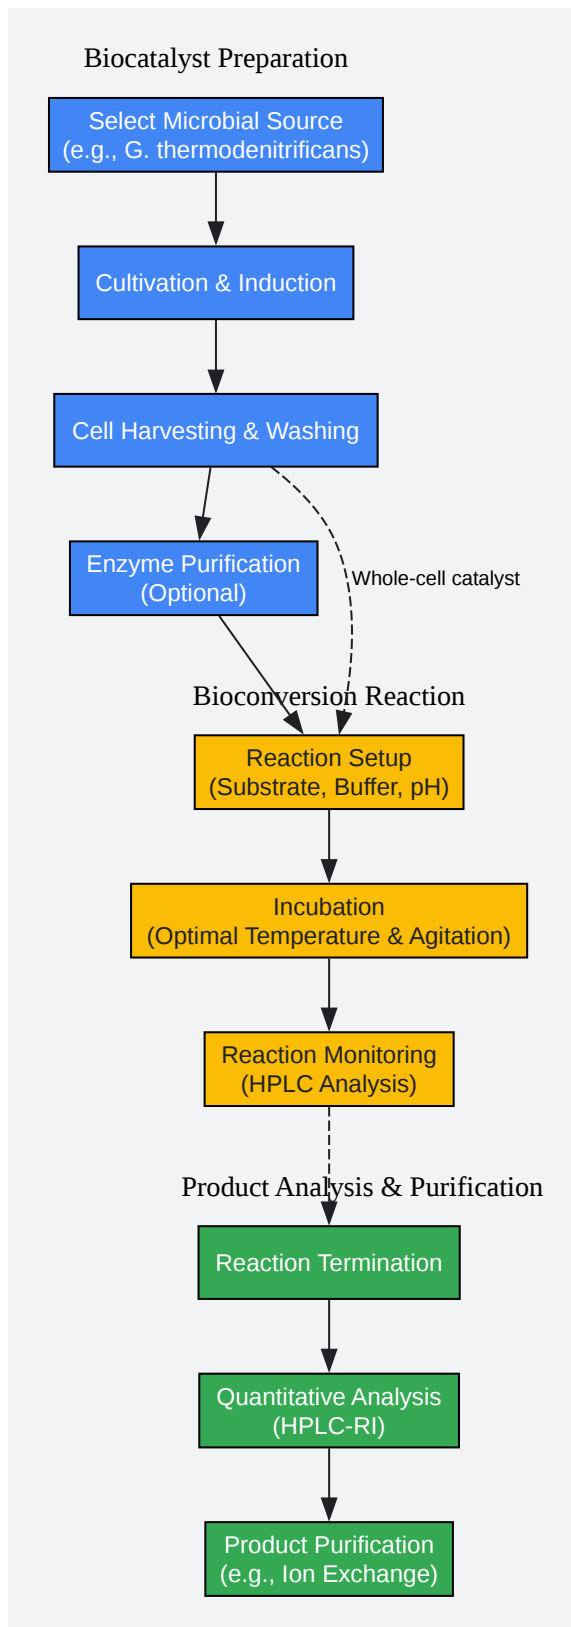 Biocatalyst Preparation
Select Microbial Source
(e.g., G. thermodenitrificans)
Cultivation & Induction
Cell Harvesting & Washing
Enzyme Purification
(Optional)
Whole-cell catalyst
Bioconversion Reaction
Reaction Setup
(Substrate, Buffer, pH)
Incubation
(Optimal Temperature & Agitation)
Reaction Monitoring
(HPLC Analysis)
Product Analysis & Purification
Reaction Termination
Quantitative Analysis
(HPLC-RI)
Product Purification
(e.g., Ion Exchange)